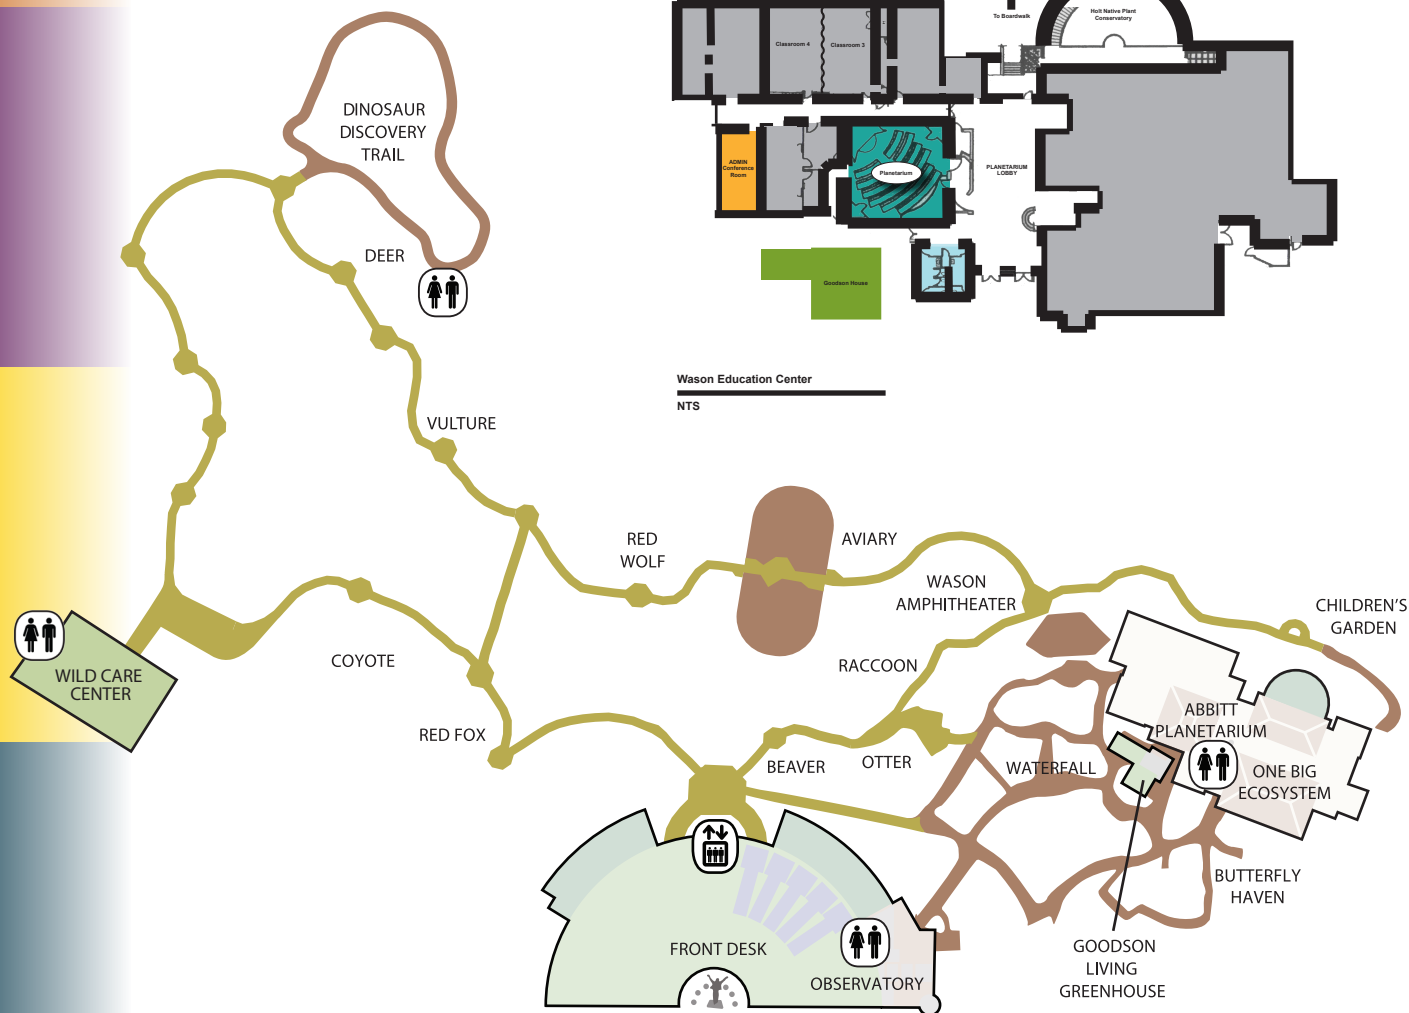 To Boardwalk
Holt Native Plant
Conservatory
Classroom 4
Classroom 3
ADMIN
Conference
Room
Planetarium
PLANETARIUM
LOBBY
Goodson House
Wason Education Center
NTS
DINOSAUR
DISCOVERY
TRAIL
DEER
VULTURE
RED
WOLF
AVIARY
WASON
AMPHITHEATER
CHILDREN'S
GARDEN
COYOTE
RACCOON
WILD CARE
CENTER
RED FOX
ABBITT
PLANETARIUM
BEAVER
OTTER
WATERFALL
ONE BIG
ECOSYSTEM
BUTTERFLY
HAVEN
FRONT DESK
OBSERVATORY
GOODSON
LIVING
GREENHOUSE